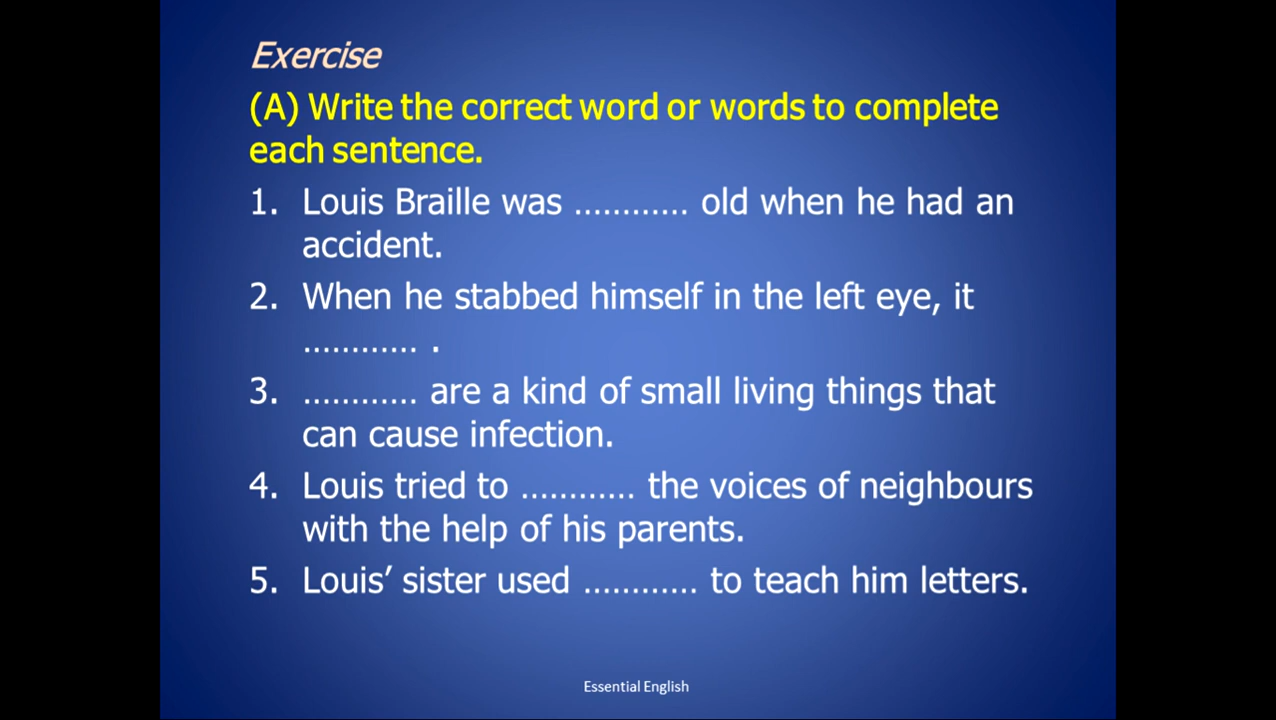 Exercise
(A) Write the correct word or words to complete
each sentence.
1. Louis Braille was ............ old when he had an
accident.
2. When he stabbed himself in the left eye, it
............ .
3. ............ are a kind of small living things that
can cause infection.
4. Louis tried to ............ the voices of neighbours
with the help of his parents.
5. Louis’ sister used ............ to teach him letters.
Essential English